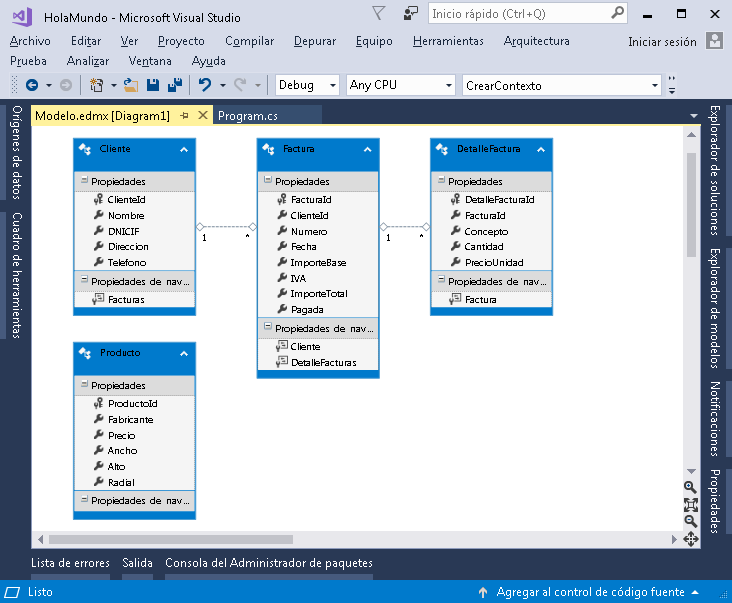 HolaMundo - Microsoft Visual Studio
Inicio rápido (Ctrl+Q)
Archivo Editar Ver Proyecto Compilar Depurar Equipo Herramientas Arquitectura
Iniciar sesión
Prueba Analizar Ventana Ayuda
Debug Any CPU CrearContexto
Modelo.edmx [Diagram1] Program.cs
Orígenes de datos
Cuadro de herramientas
Cliente
Propiedades
ClienteId
Nombre
DNICIF
Direccion
Telefono
Propiedades de nav...
Facturas
1 *
Factura
Propiedades
FacturaId
ClienteId
Numero
Fecha
ImporteBase
IVA
ImporteTotal
Pagada
Propiedades de nav...
Cliente
DetalleFacturas
1 *
DetalleFactura
Propiedades
DetalleFacturaId
FacturaId
Concepto
Cantidad
PrecioUnidad
Propiedades de nav...
Factura
Producto
Propiedades
ProductoId
Fabricante
Precio
Ancho
Alto
Radial
Propiedades de nav...
Explorador de soluciones
Explorador de modelos
Notificaciones
Propiedades
Lista de errores Salida Consola del Administrador de paquetes
Listo
Agregar al control de código fuente